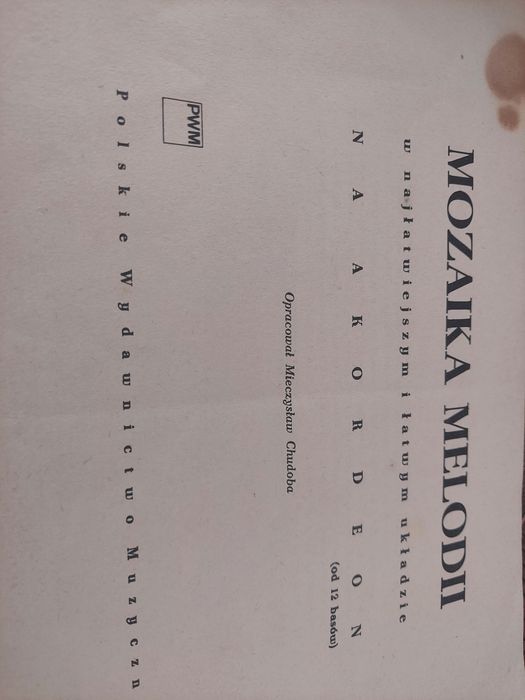 MOZAIKA MELODII
w najłatwiejszym i łatwym układzie
NA AKORDEON
(od 12 basów)
Opracował Mieczysław Chudoba
PWM
Polskie Wydawnictwo Muzyczn